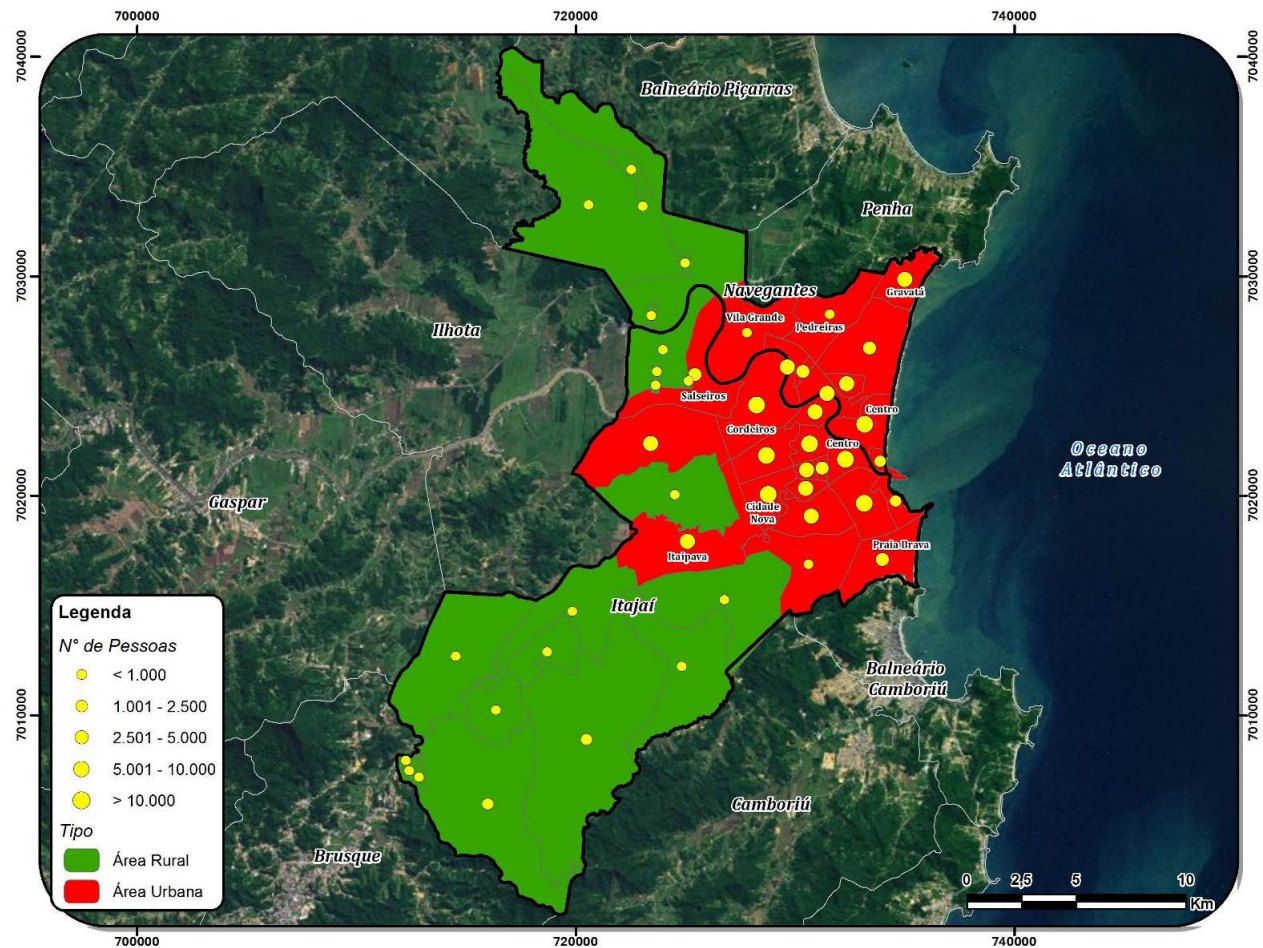 700000
720000
740000
7040000
7040000
Balneário Piçarras
Penha
7030000
7030000
Navegantes
Gravatá
Vila Grande
Pedreiras
Ilhota
Salseiros
Centro
Cordeiros
Centro
Oceano
Atlântico
7020000
7020000
Gaspar
Cidade
Nova
Praia Brava
Itaipava
Itajaí
Legenda
N° de Pessoas
< 1.000
1.001 - 2.500
2.501 - 5.000
5.001 - 10.000
> 10.000
Tipo
Área Rural
Área Urbana
Balneário
Camboriú
7010000
7010000
Camboriú
Brusque
0 2,5 5 10
Km
700000
720000
740000